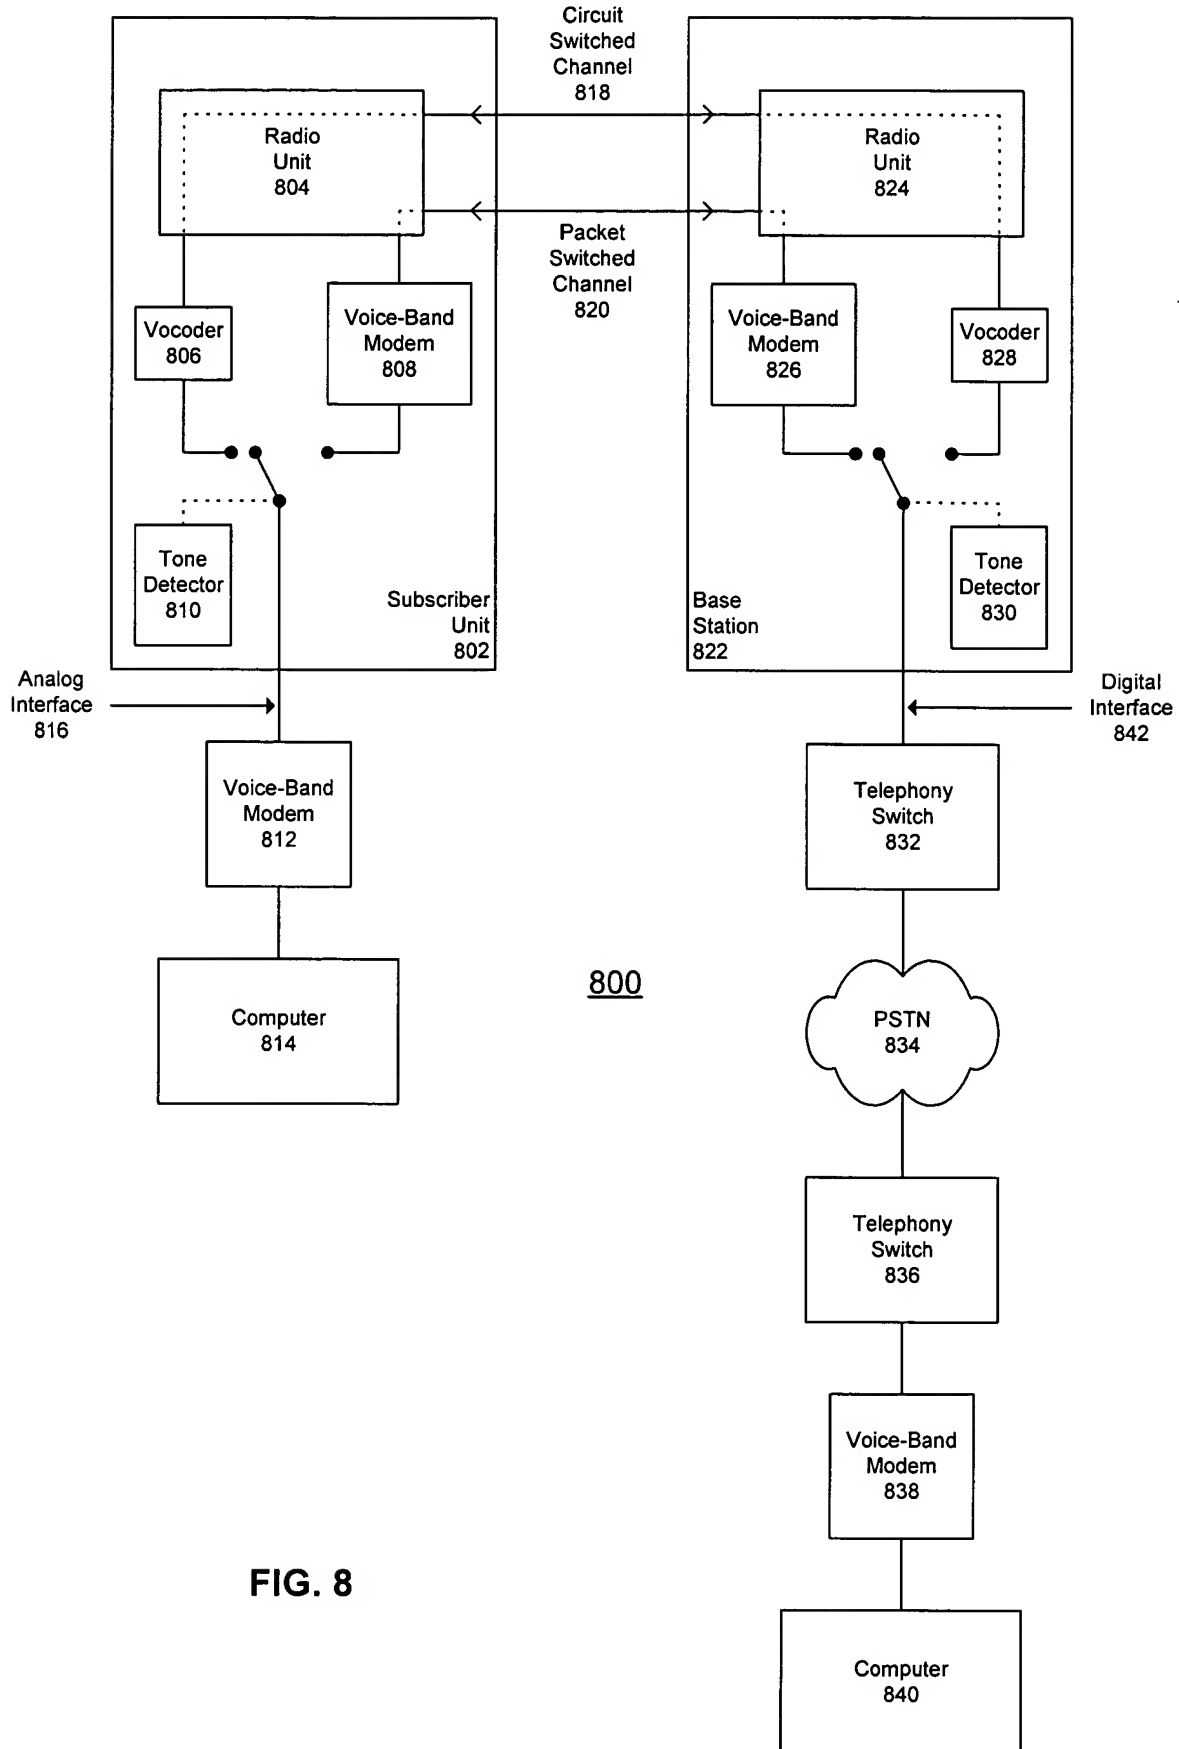 Circuit
Switched
Channel
818
Radio
Unit
804
Radio
Unit
824
Packet
Switched
Channel
820
Vocoder
806
Voice-Band
Modem
808
Voice-Band
Modem
826
Vocoder
828
Tone
Detector
810
Subscriber
Unit
802
Base
Station
822
Tone
Detector
830
Analog
Interface
816
Digital
Interface
842
Voice-Band
Modem
812
Telephony
Switch
832
Computer
814
800
PSTN
834
Telephony
Switch
836
Voice-Band
Modem
838
FIG. 8
Computer
840